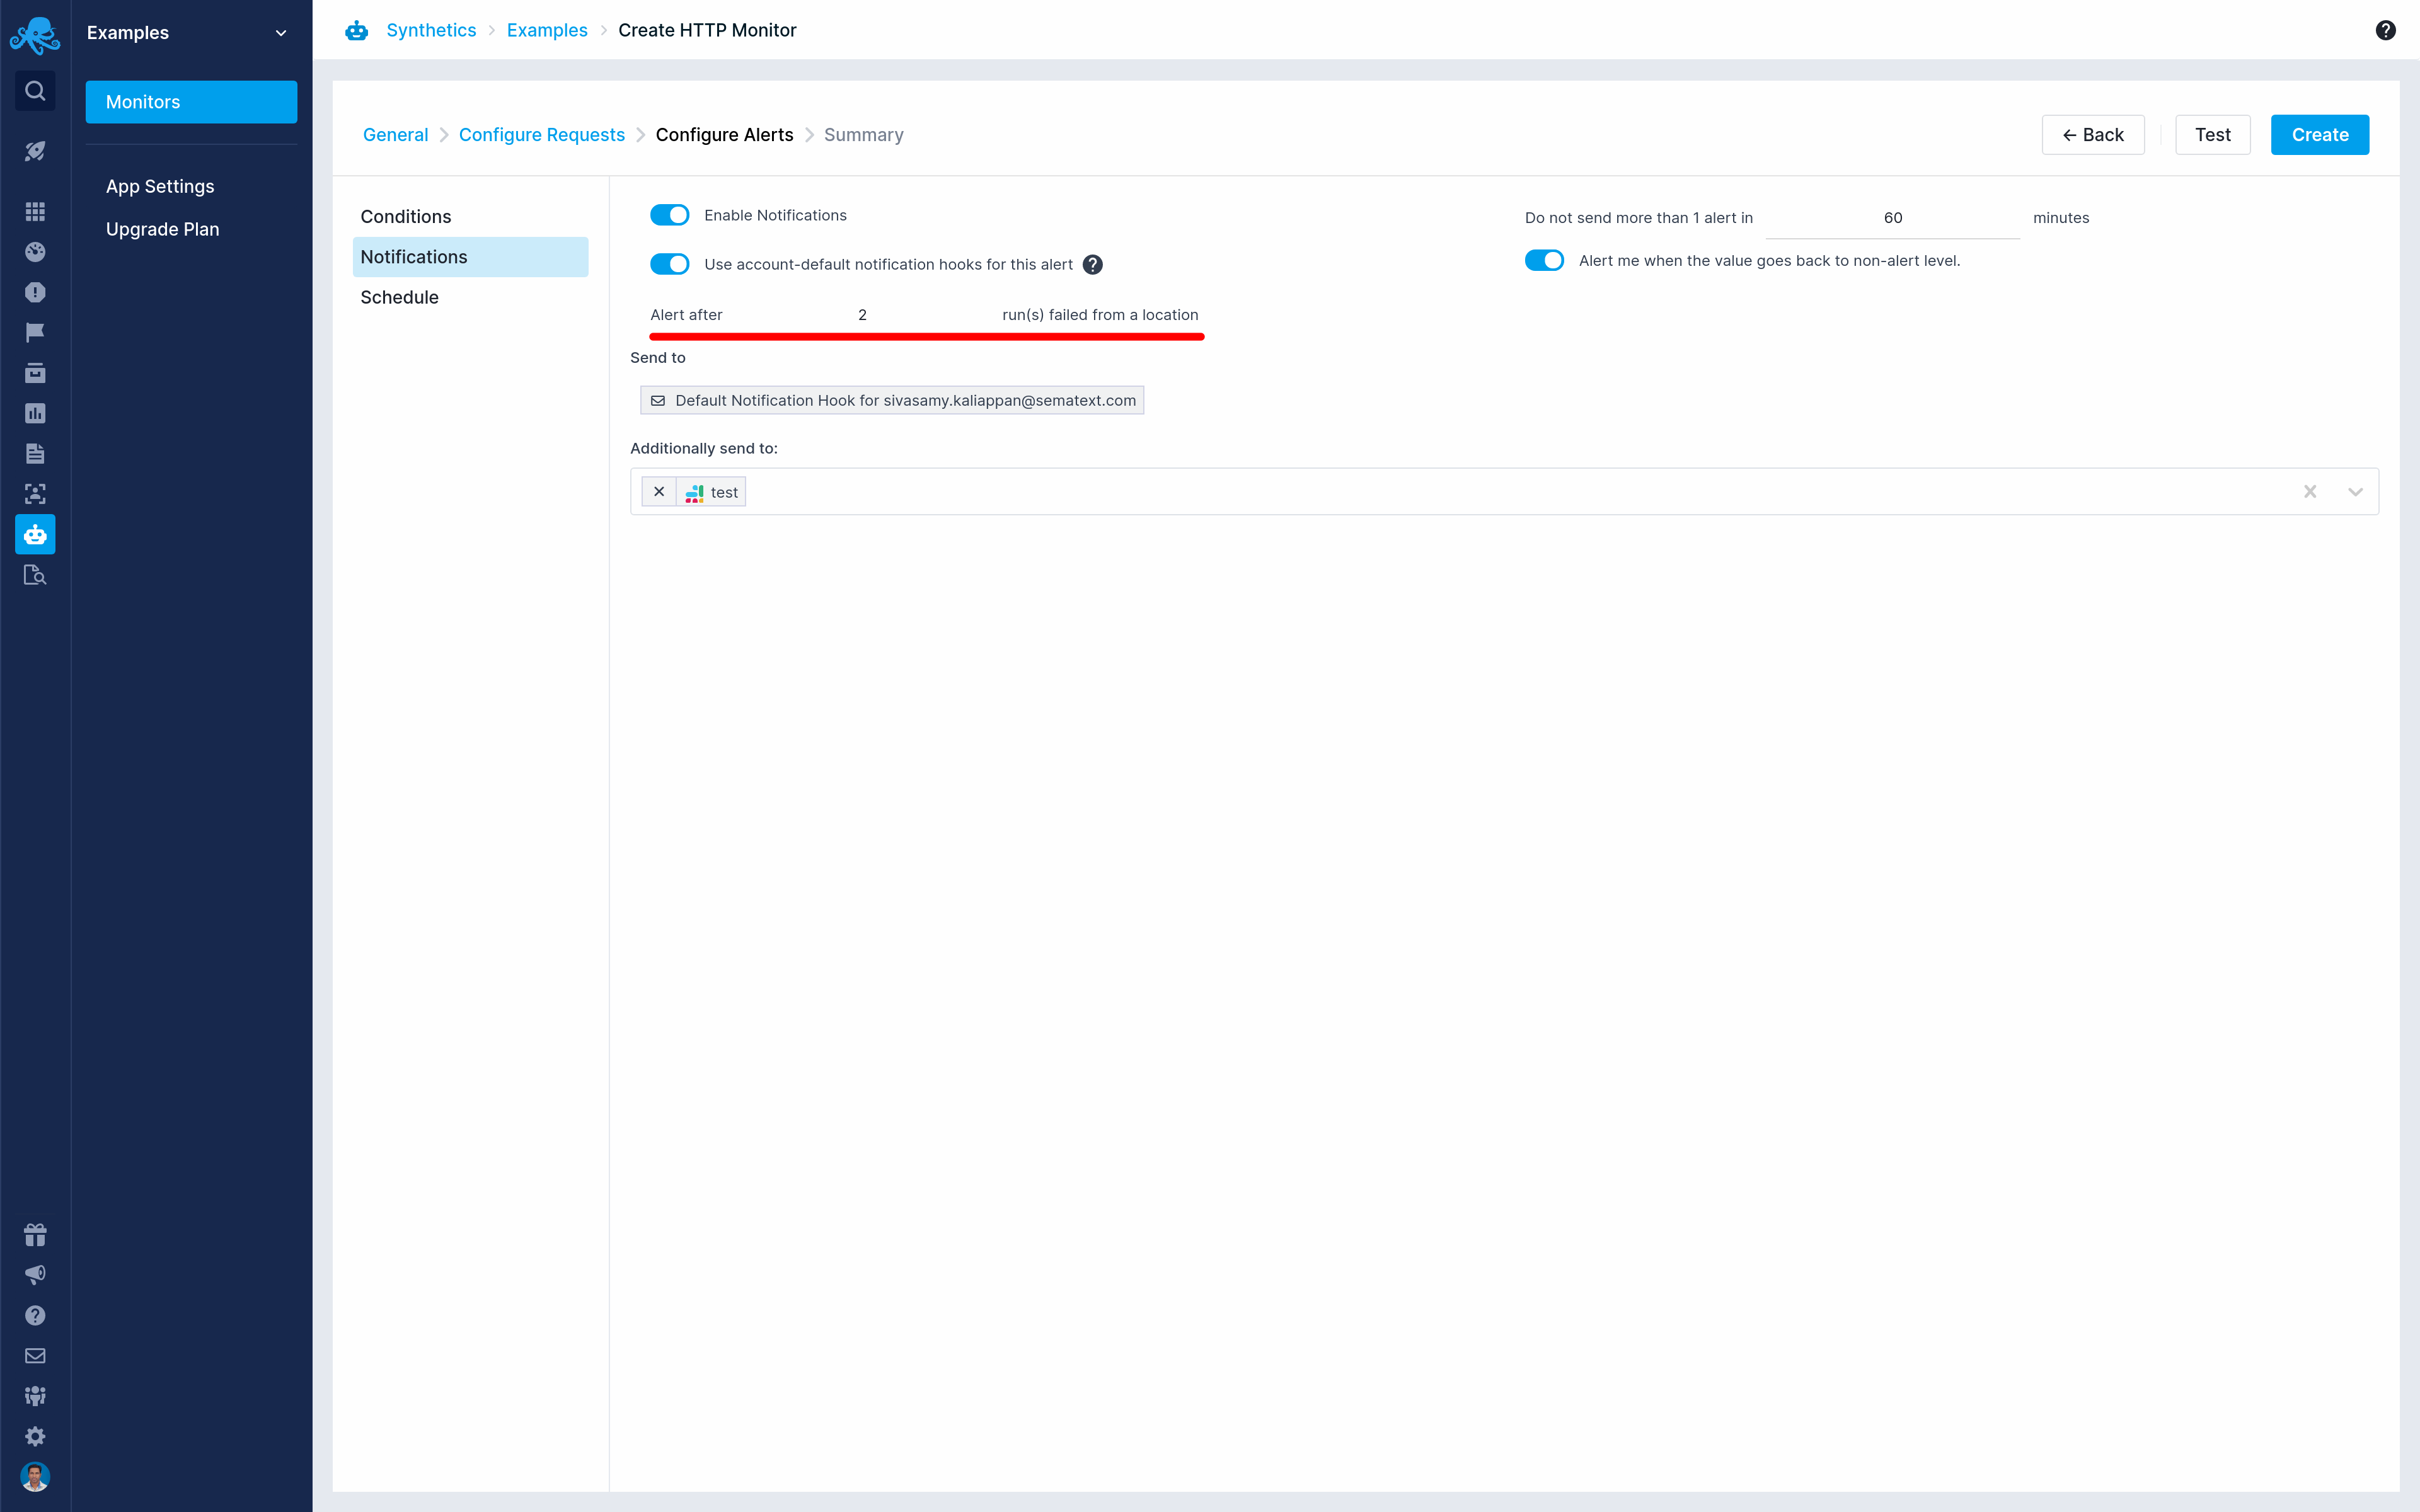 Examples
Synthetics > Examples > Create HTTP Monitor
Monitors
App Settings
Upgrade Plan
General > Configure Requests > Configure Alerts > Summary
← Back
Test
Create
Conditions
Notifications
Schedule
Enable Notifications
Use account-default notification hooks for this alert
Alert after 2 run(s) failed from a location
Do not send more than 1 alert in 60 minutes
Alert me when the value goes back to non-alert level.
Send to
Default Notification Hook for sivasamy.kaliappan@sematext.com
Additionally send to:
test